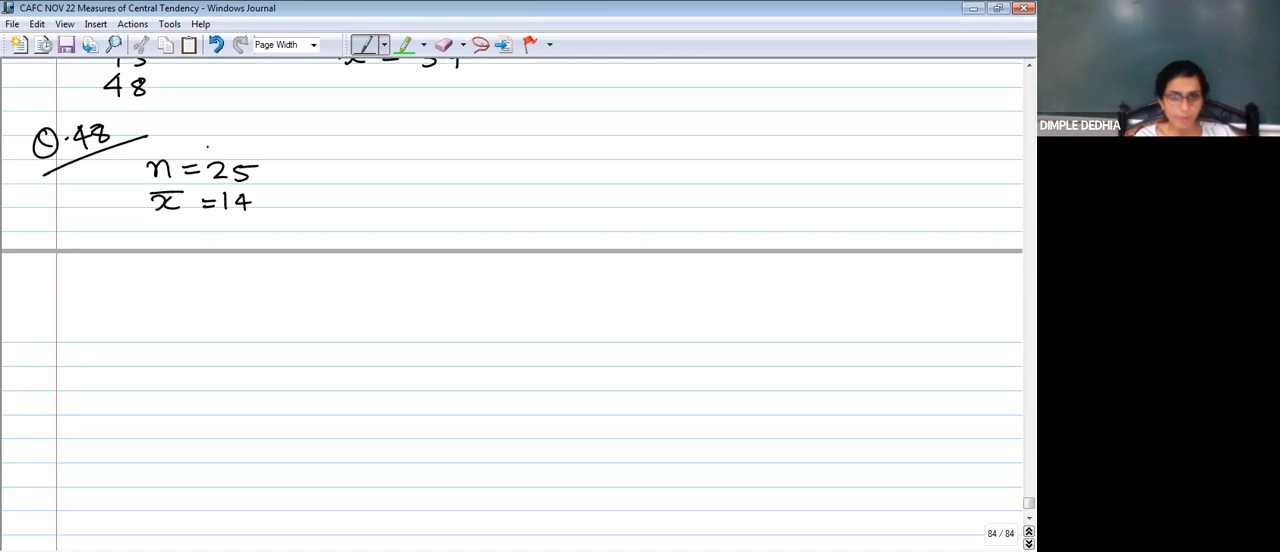 CAFC NOV 22 Measures of Central Tendency - Windows Journal
File Edit View Insert Actions Tools Help
Page Width
48
Q.48
n = 25
x̄ = 14
DIMPLE DEDHIA
84 / 84